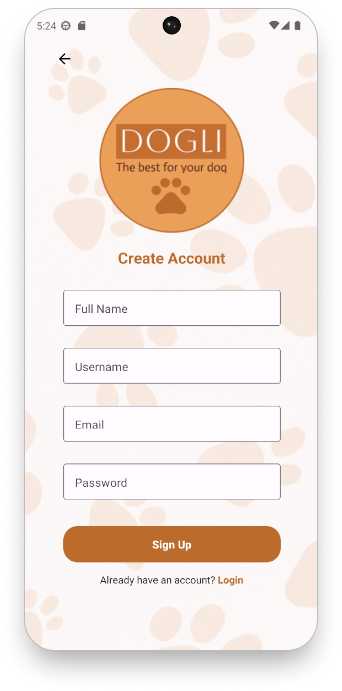 5:24
DOGLI
The best for your dog
Create Account
Full Name
Username
Email
Password
Sign Up
Already have an account? Login